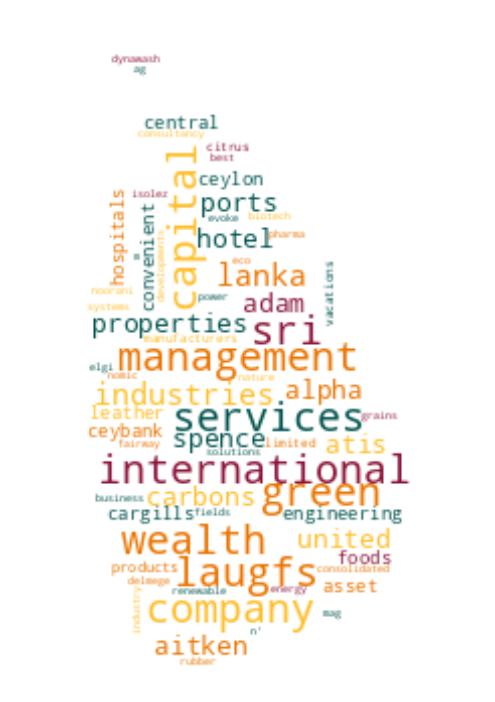 dynawash
ag
central
consultancy
citrus
best
capital
ceylon
isolez
hospitals
ports
convenient
evoke
biotech
hotel
pharma
developments
eco
lanka
vacations
noorani
power
adam
systems
properties
sri
manufacturers
management
elgi
nomic
nature
industries
alpha
leather
services
grains
ceybank
spence
fairway
limited
atis
solutions
international
green
business
carbons
cargills
fields
engineering
wealth
united
foods
products
laugfs
consolidated
delmege
asset
renewable
energy
industry
company
mag
n'
aitken
rubber